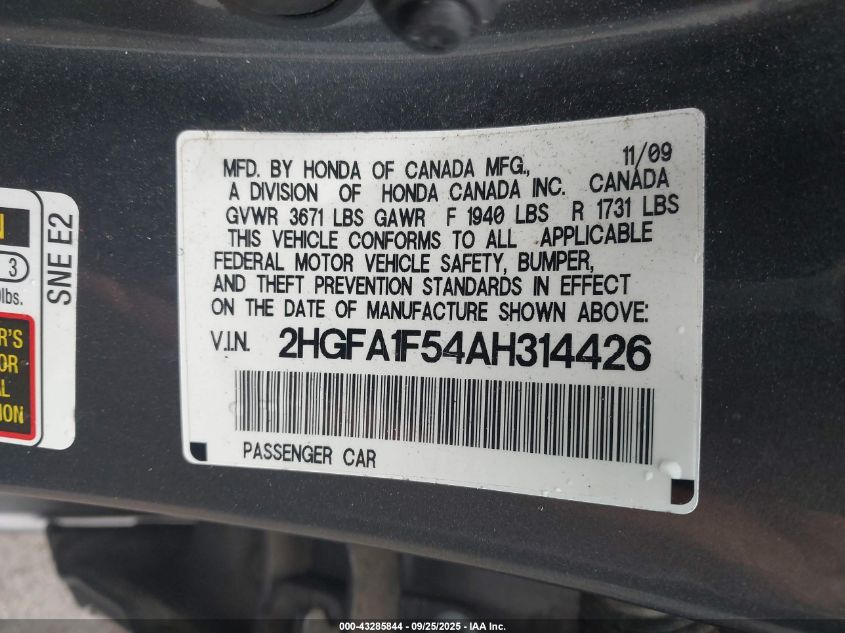 11/09
MFD. BY HONDA OF CANADA MFG.,
A DIVISION OF HONDA CANADA INC. CANADA
GVWR 3671 LBS GAWR F 1940 LBS R 1731 LBS
THIS VEHICLE CONFORMS TO ALL APPLICABLE
FEDERAL MOTOR VEHICLE SAFETY, BUMPER,
AND THEFT PREVENTION STANDARDS IN EFFECT
ON THE DATE OF MANUFACTURE SHOWN ABOVE:
V.I.N. 2HGFA1F54AH314426
PASSENGER CAR
3
lbs.
SNE E2
000-43285844 - 09/25/2025 - IAA Inc.